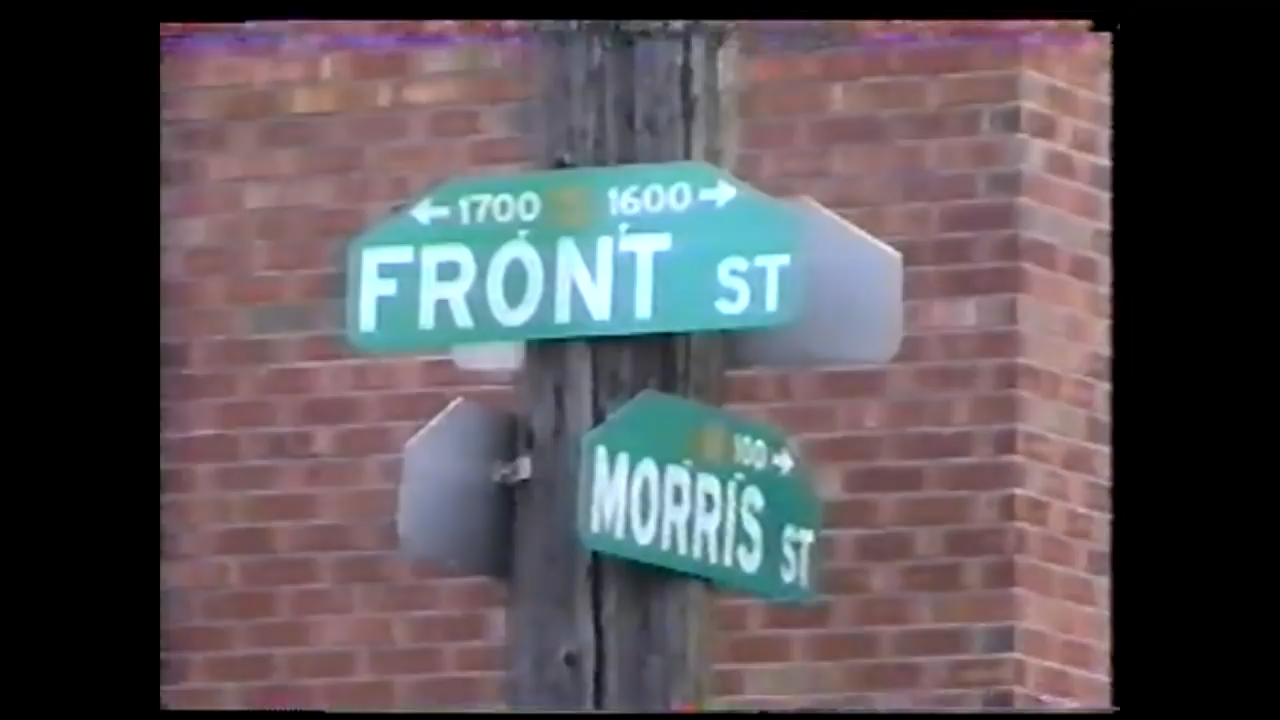 ← 1700 1600 →
FRONT ST
100 →
MORRIS ST